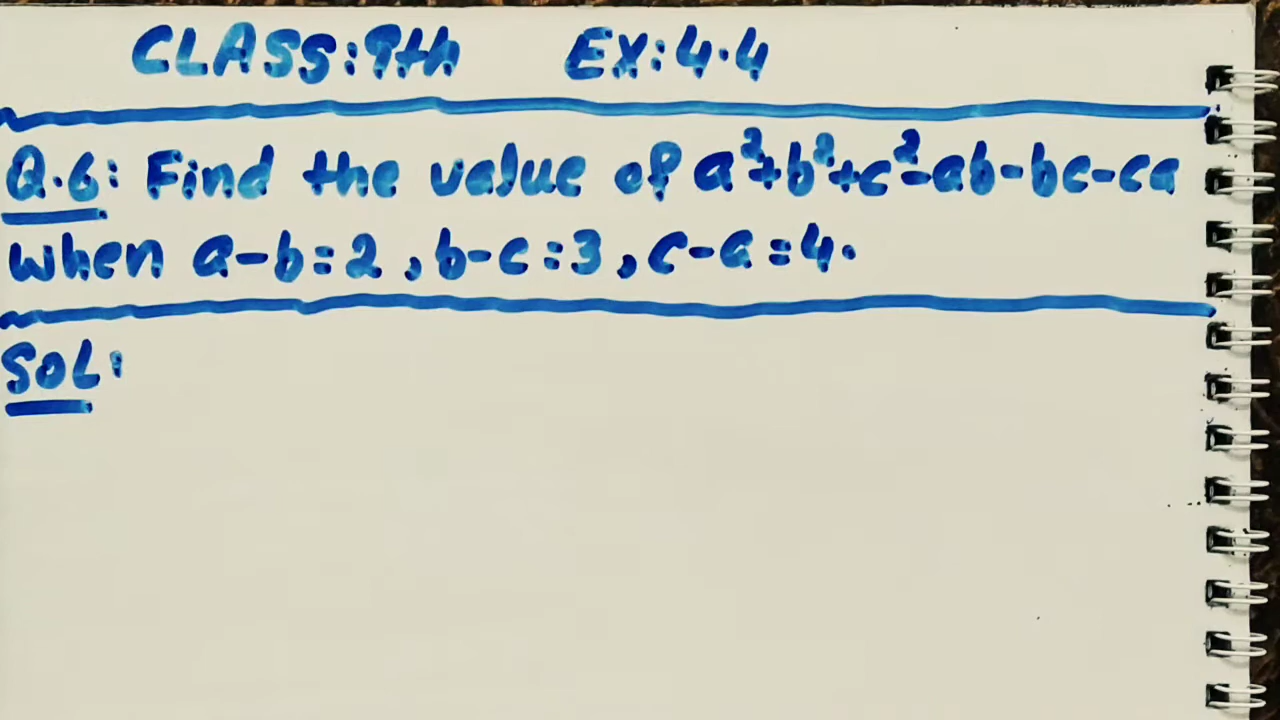 CLASS:9th EX:4.4
Q.6: Find the value of a²+b²+c²-ab-bc-ca
when a-b=2, b-c=3, c-a=4.
SOL: